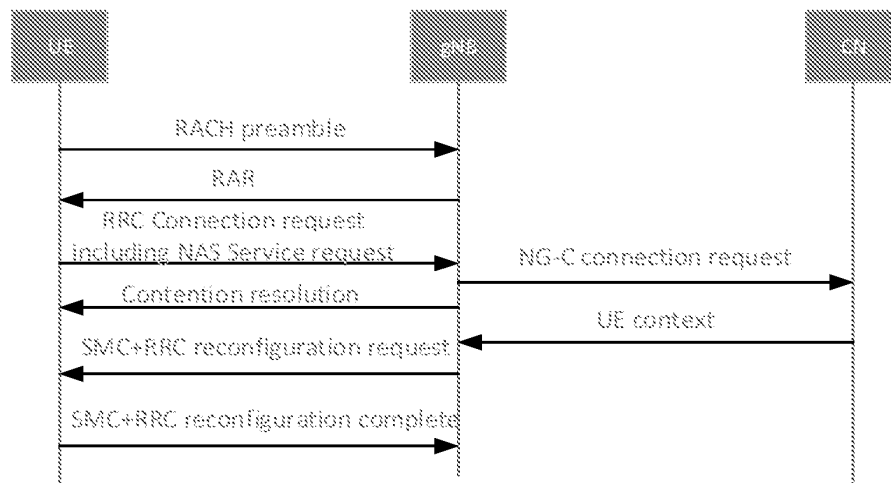 UE
gNB
CN
RACH preamble
RAR
RRC Connection request
including NAS Service request
NG-C connection request
Contention resolution
UE context
SMC+RRC reconfiguration request
SMC+RRC reconfiguration complete